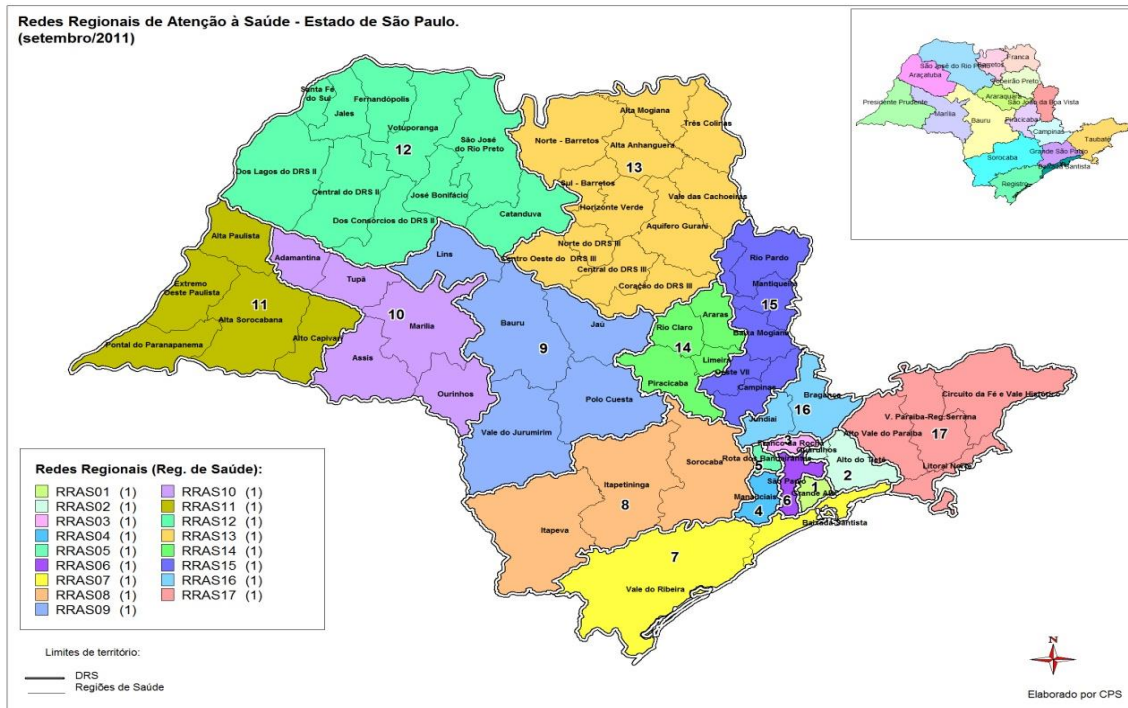 Redes Regionais de Atenção à Saúde - Estado de São Paulo.
(setembro/2011)
São José do Rio Preto
Barretos
Franca
Araçatuba
Ribeirão Preto
Araraquara
Presidente Prudente
São João da Boa Vista
Marília
Bauru
Piracicaba
Campinas
Taubaté
Sorocaba
Grande São Paulo
Baixada Santista
Registro
Santa Fé
do Sul
Jales
Fernandópolis
Votuporanga
São José
do Rio Preto
12
Dos Lagos do DRS II
Central do DRS II
José Bonifácio
Dos Consórcios do DRS II
Catanduva
Alta Mogiana
Três Colinas
Norte - Barretos
Alta Anhanguera
13
Sul - Barretos
Horizonte Verde
Vale das Cachoeiras
Aquifero Gurani
Norte do DRS III
Centro Oeste do DRS III
Central do DRS III
Coração do DRS III
Alta Paulista
Adamantina
Tupã
Lins
Extremo
Oeste Paulista
11
Alta Sorocabana
Pontal do Paranapanema
Alto Capivari
10
Marília
Assis
Ourinhos
Bauru
Jaú
9
Polo Cuesta
Vale do Jurumirim
Rio Pardo
Mantiqueira
15
Baixa Mogiana
Oeste VII
Campinas
Araras
Rio Claro
14
Limeira
Piracicaba
Bragança
16
Jundiaí
Circuito da Fé e Vale Histórico
V. Paraíba-Reg.Serrana
Alto Vale do Paraíba
17
Litoral Norte
3
Franco da Rocha
Guarulhos
Rota dos Bandeirantes
5
Alto do Tietê
2
São Paulo
1
Grande ABC
Mananciais
4
6
Baixada Santista
Sorocaba
Itapetininga
8
Itapeva
7
Vale do Ribeira
Redes Regionais (Reg. de Saúde):
RRAS01 (1)
RRAS02 (1)
RRAS03 (1)
RRAS04 (1)
RRAS05 (1)
RRAS06 (1)
RRAS07 (1)
RRAS08 (1)
RRAS09 (1)
RRAS10 (1)
RRAS11 (1)
RRAS12 (1)
RRAS13 (1)
RRAS14 (1)
RRAS15 (1)
RRAS16 (1)
RRAS17 (1)
Limites de território:
DRS
Regiões de Saúde
N
Elaborado por CPS